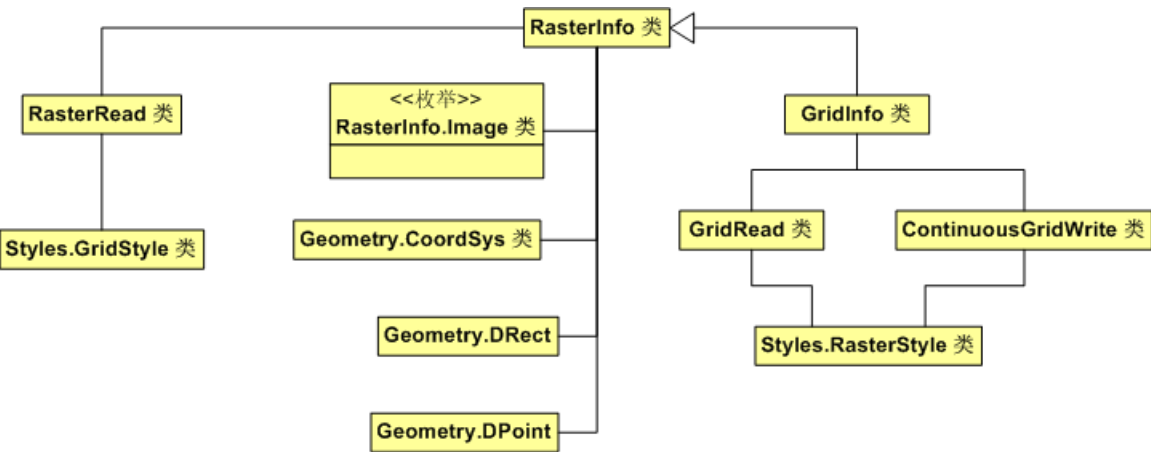 RasterInfo 类
RasterRead 类
<<枚举>>
RasterInfo.Image 类
GridInfo 类
Styles.GridStyle 类
Geometry.CoordSys 类
GridRead 类
ContinuousGridWrite 类
Geometry.DRect
Styles.RasterStyle 类
Geometry.DPoint